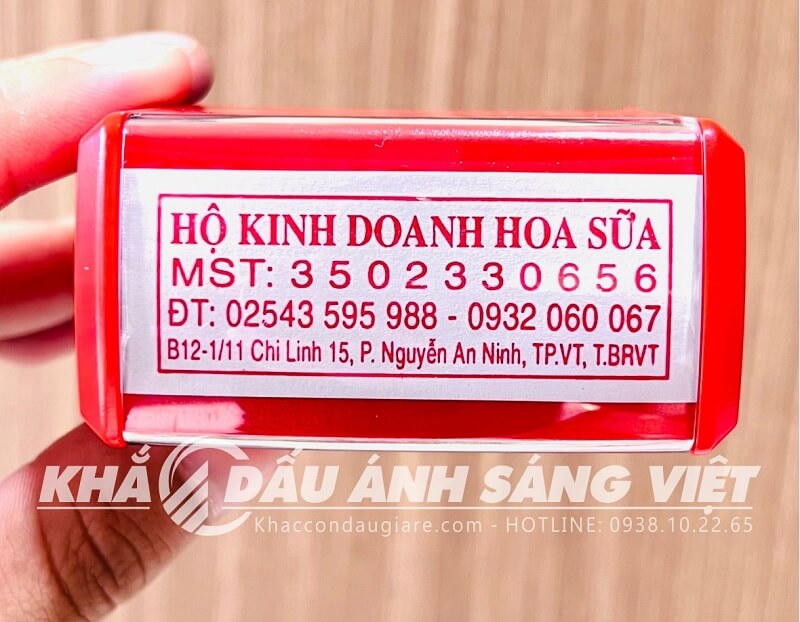 HỘ KINH DOANH HOA SỮA
MST: 3502330656
ĐT: 02543 595 988 - 0932 060 067
B12-1/11 Chi Linh 15, P. Nguyễn An Ninh, TP.VT, T.BRVT
KHẮC DẤU ÁNH SÁNG VIỆT
Khaccondaugiare.com - HOTLINE: 0938.10.22.65